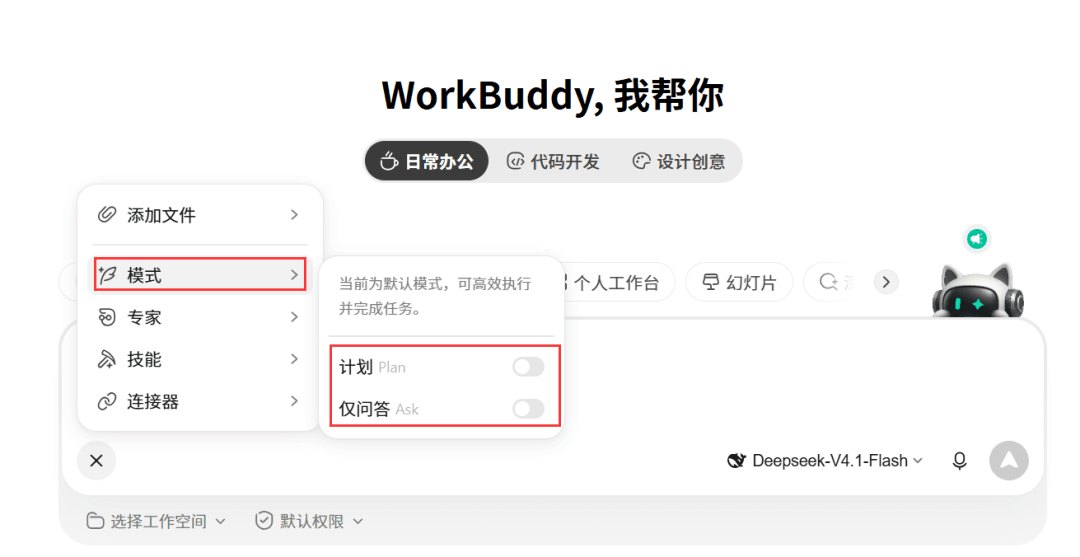 WorkBuddy, 我帮你
日常办公 代码开发 设计创意
添加文件
模式
专家
技能
连接器
当前为默认模式，可高效执行
并完成任务。
计划 Plan
仅问答 Ask
个人工作台 幻灯片
Deepseek-V4.1-Flash
选择工作空间 默认权限